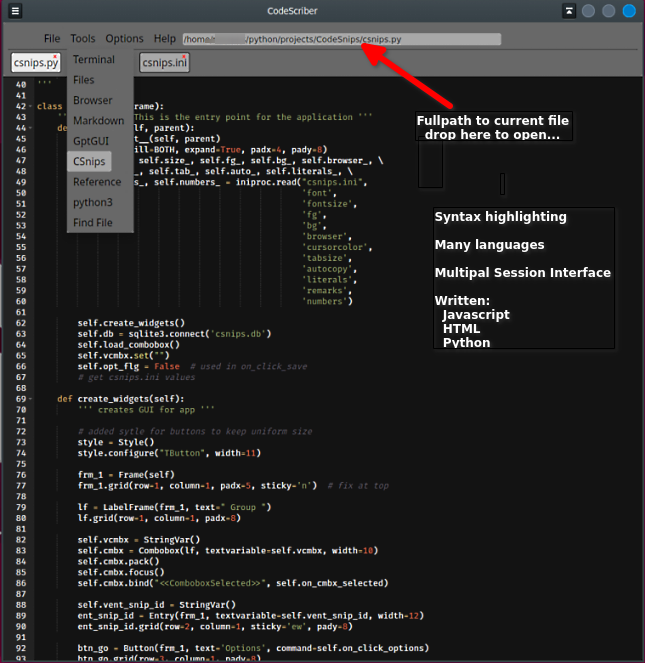 CodeScriber
File Tools Options Help /home/ /python/projects/CodeSnips/csnips.py
csnips.py csnips.ini
Terminal
Files
Browser
Markdown
GptGUI
CSnips
Reference
python3
Find File
Fullpath to current file
drop here to open...
Syntax highlighting
Many languages
Multipal Session Interface
Written:
Javascript
HTML
Python
40 '''
41
42 class rame):
43 '' This is the entry point for the application '''
44 de lf, parent):
45 t__(self, parent)
46 ill=BOTH, expand=True, padx=4, pady=8)
47 , self.size_, self.fg_, self.bg_, self.browser_, \
48 _, self.tab_, self.auto_, self.literals_, \
49 s_, self.numbers_ = iniproc.read("csnips.ini",
50 'font',
51 'fontsize',
52 'fg',
53 'bg',
54 'browser',
55 'cursorcolor',
56 'tabsize',
57 'autocopy',
58 'literals',
59 'remarks',
60 'numbers')
61
62 self.create_widgets()
63 self.db = sqlite3.connect('csnips.db')
64 self.load_combobox()
65 self.vcmbx.set("")
66 self.opt_flg = False # used in on_click_save
67 # get csnips.ini values
68
69 def create_widgets(self):
70 ''' creates GUI for app '''
71
72 # added sytle for buttons to keep uniform size
73 style = Style()
74 style.configure("TButton", width=11)
75
76 frm_1 = Frame(self)
77 frm_1.grid(row=1, column=1, padx=5, sticky='n') # fix at top
78
79 lf = LabelFrame(frm_1, text=" Group ")
80 lf.grid(row=1, column=1, padx=8)
81
82 self.vcmbx = StringVar()
83 self.cmbx = Combobox(lf, textvariable=self.vcmbx, width=10)
84 self.cmbx.pack()
85 self.cmbx.focus()
86 self.cmbx.bind("<<ComboboxSelected>>", self.on_cmbx_selected)
87
88 self.vent_snip_id = StringVar()
89 ent_snip_id = Entry(frm_1, textvariable=self.vent_snip_id, width=12)
90 ent_snip_id.grid(row=2, column=1, sticky='ew', pady=8)
91
92 btn_go = Button(frm_1, text='Options', command=self.on_click_options)
93 btn_go.grid(row=3, column=1, padx=8)